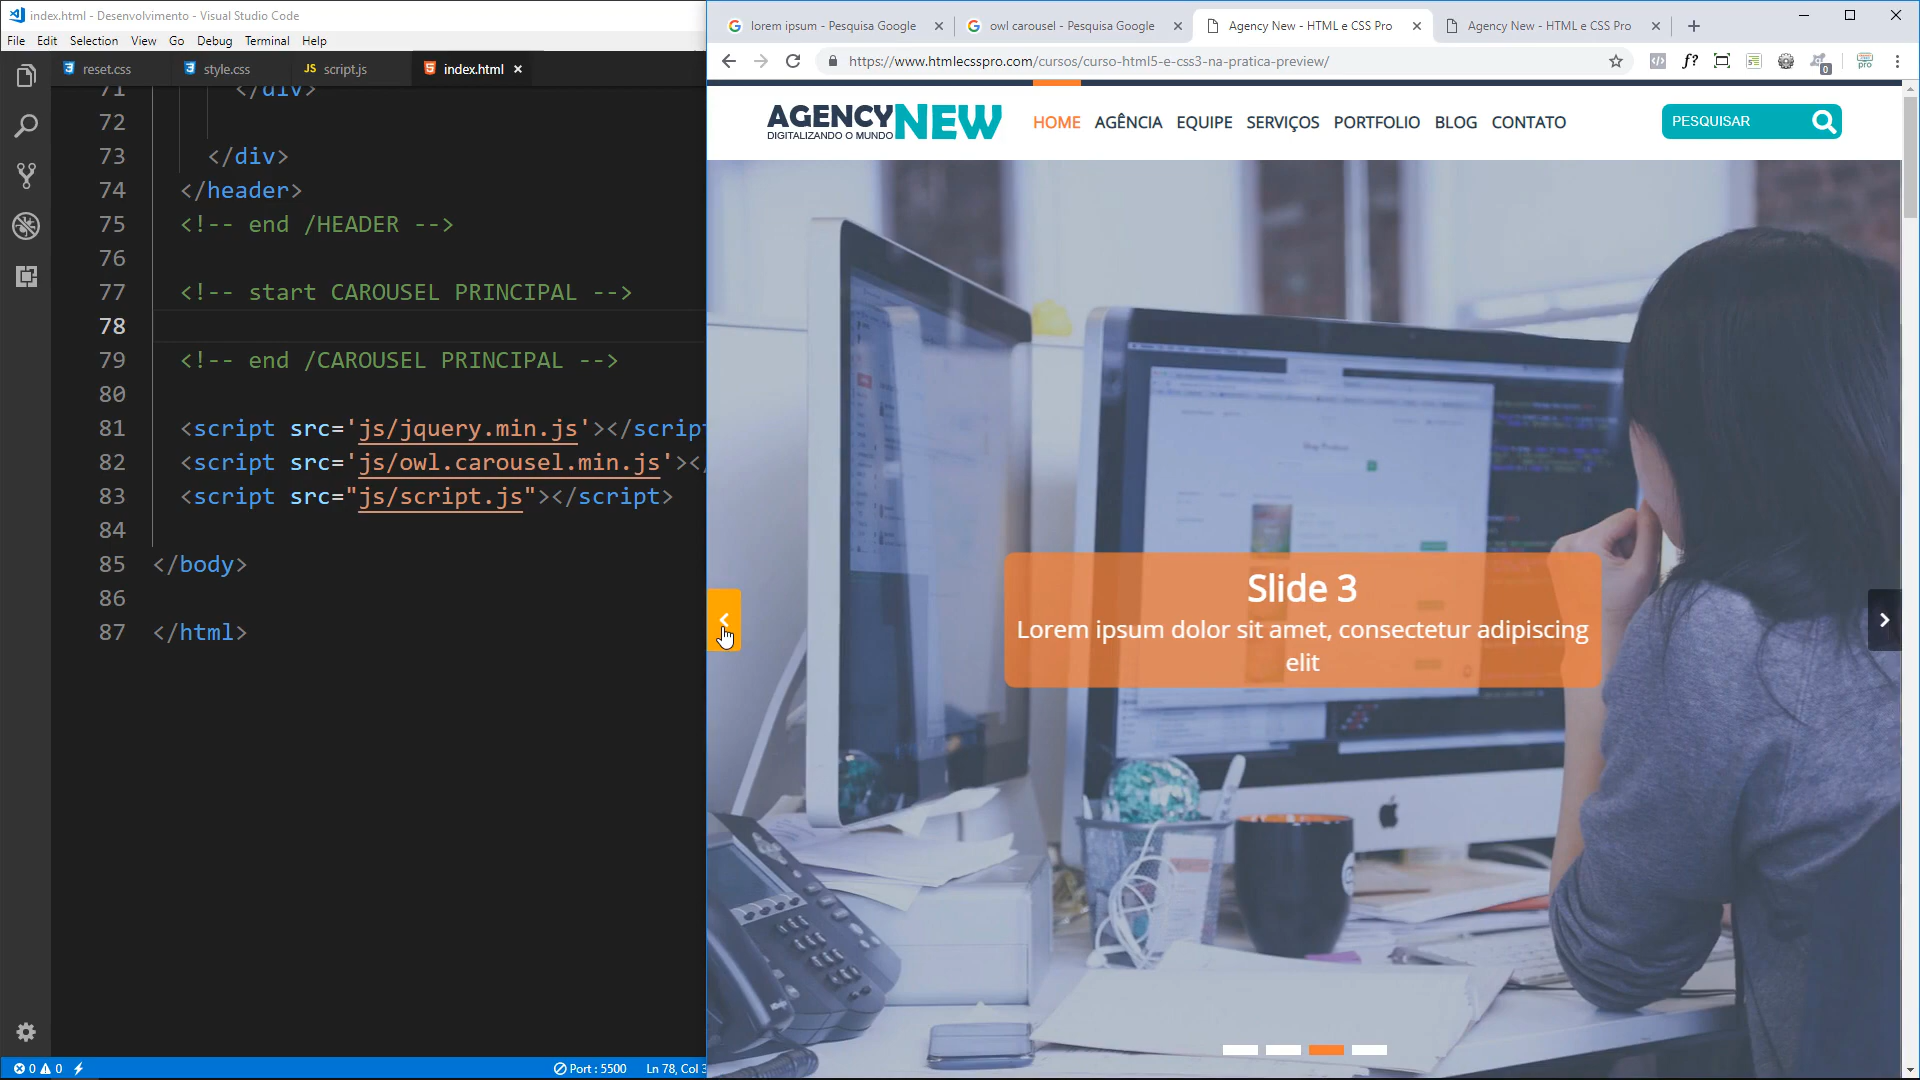 index.html - Desenvolvimento - Visual Studio Code
File Edit Selection View Go Debug Terminal Help
reset.css
style.css
JS script.js
index.html
71 </div>
72
73 </div>
74 </header>
75 <!-- end /HEADER -->
76
77 <!-- start CAROUSEL PRINCIPAL -->
78
79 <!-- end /CAROUSEL PRINCIPAL -->
80
81 <script src='js/jquery.min.js'></script
82 <script src='js/owl.carousel.min.js'></
83 <script src="js/script.js"></script>
84
85 </body>
86
87 </html>
0 0
Port : 5500
Ln 78, Col 3
lorem ipsum - Pesquisa Google
owl carousel - Pesquisa Google
Agency New - HTML e CSS Pro
Agency New - HTML e CSS Pro
https://www.htmlecsspro.com/cursos/curso-html5-e-css3-na-pratica-preview/
f?
0
pro
AGENCYNEW
DIGITALIZANDO O MUNDO
HOME AGÊNCIA EQUIPE SERVIÇOS PORTFOLIO BLOG CONTATO
PESQUISAR
Slide 3
Lorem ipsum dolor sit amet, consectetur adipiscing
elit